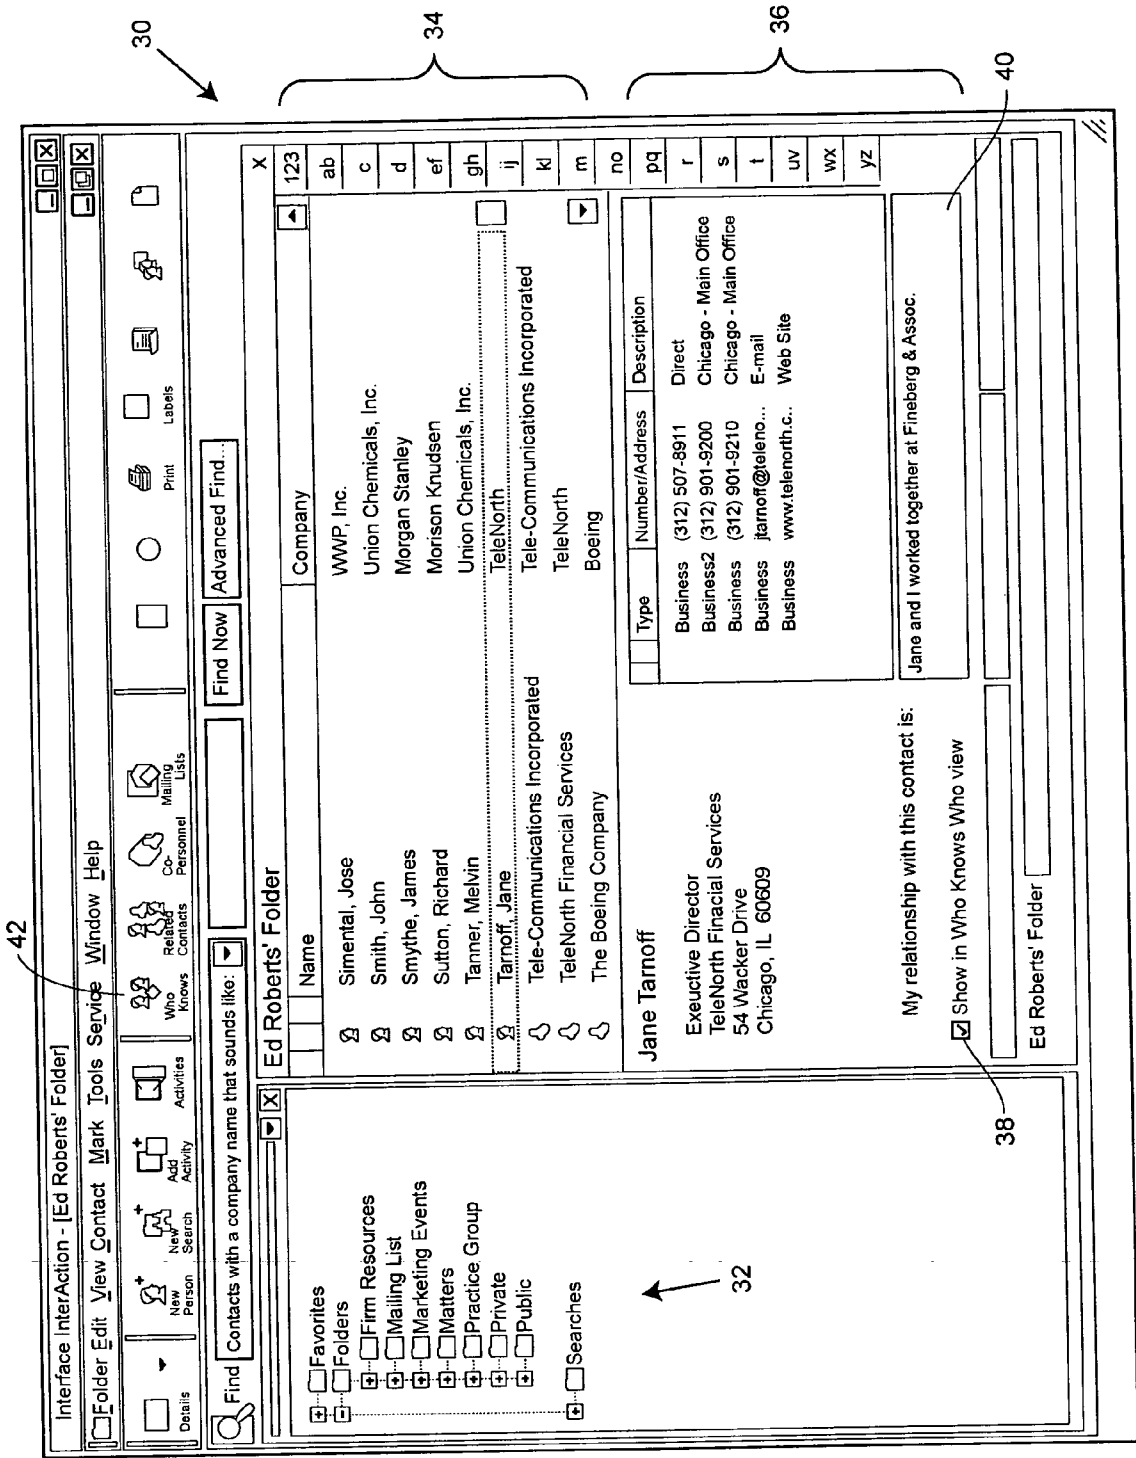 30
34
36
40
42
Interface InterAction - [Ed Roberts' Folder]
Folder Edit View Contact Mark Tools Service Window Help
Details
New Person
New Search
Add Activity
Activities
Who Knows
Related Contacts
Co-Personnel
Mailing Lists
Print
Labels
Find Contacts with a company name that sounds like: Find Now Advanced Find...
Favorites
Folders
Firm Resources
Mailing List
Marketing Events
Matters
Practice Group
Private
Public
Searches
32
Ed Roberts' Folder X
Name Company
Simental, Jose WWP, Inc.
Smith, John Union Chemicals, Inc.
Smythe, James Morgan Stanley
Sutton, Richard Morison Knudsen
Tanner, Melvin Union Chemicals, Inc.
Tarnoff, Jane TeleNorth
Tele-Communications Incorporated Tele-Communications Incorporated
TeleNorth Financial Services TeleNorth
The Boeing Company Boeing
123
ab
c
d
ef
gh
ij
kl
m
no
pq
r
s
t
uv
wx
yz
Jane Tarnoff
Exeuctive Director
TeleNorth Finacial Services
54 Wacker Drive
Chicago, IL 60609
Type Number/Address Description
Business (312) 507-8911 Direct
Business2 (312) 901-9200 Chicago - Main Office
Business (312) 901-9210 Chicago - Main Office
Business jtarnoff@teleno... E-mail
Business www.telenorth.c.. Web Site
My relationship with this contact is:
Jane and I worked together at Fineberg & Assoc.
Show in Who Knows Who view
38
Ed Roberts' Folder